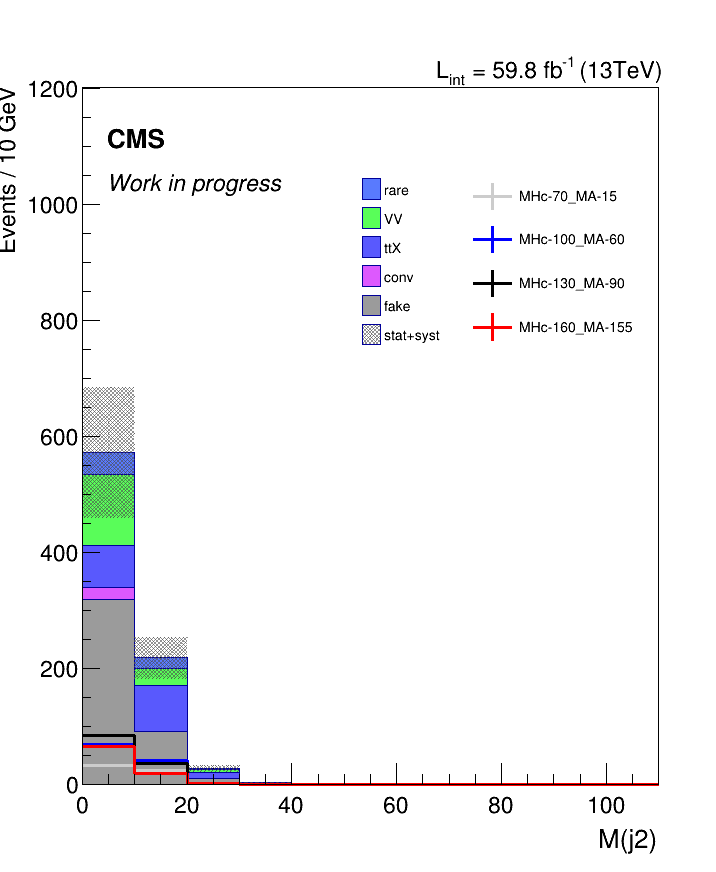 L_int = 59.8 fb^-1 (13TeV)
Events / 10 GeV
1200
1000
800
600
400
200
0
CMS
Work in progress
rare
VV
ttX
conv
fake
stat+syst
MHc-70_MA-15
MHc-100_MA-60
MHc-130_MA-90
MHc-160_MA-155
0 20 40 60 80 100
M(j2)